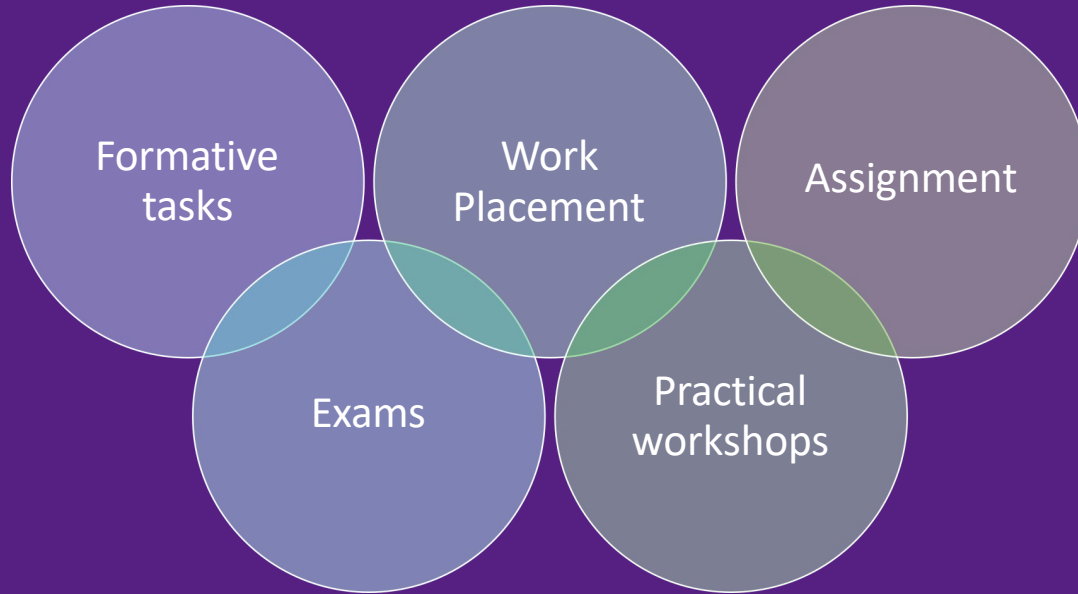 Formative
tasks
Work
Placement
Assignment
Exams
Practical
workshops